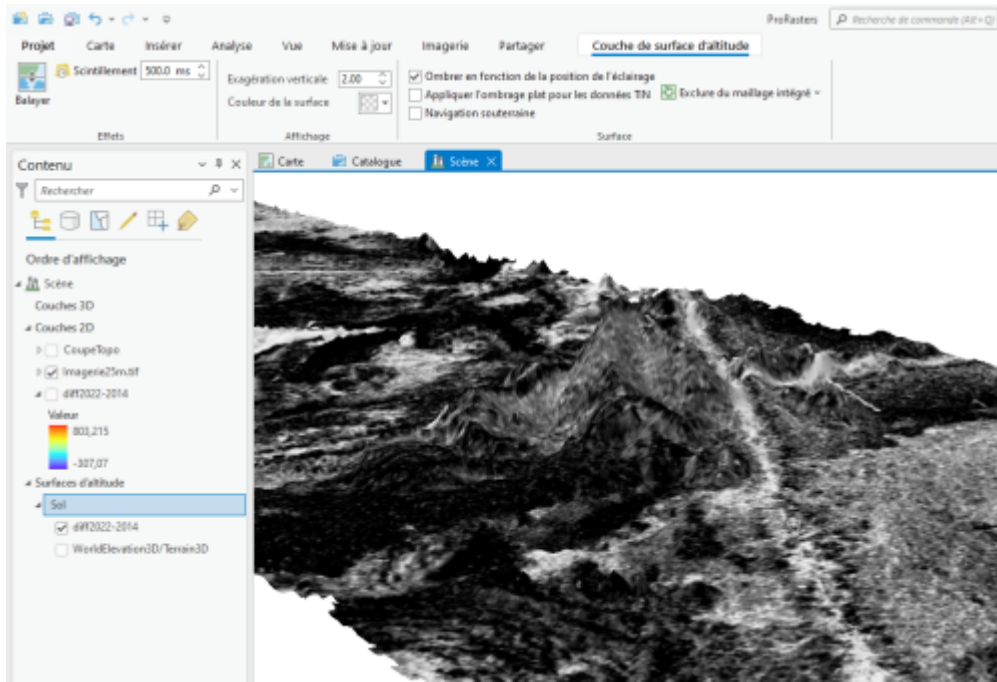 ProRasters
Recherche de commande (Alt+Q)
Projet Carte Insérer Analyse Vue Mise à jour Imagerie Partager Couche de surface d'altitude
Balayer
Scintillement 500.0 ms
Exagération verticale 2.00
Couleur de la surface
Ombrer en fonction de la position de l'éclairage
Appliquer l'ombrage plat pour les données TIN
Navigation souterraine
Exclure du maillage intégré
Effets Affichage Surface
Contenu
Rechercher
Carte Catalogue Scène
Ordre d'affichage
Scène
Couches 3D
Couches 2D
CoupeTopo
Imagerie25m.tif
diff2022-2014
Valeur
803,215
-307,07
Surfaces d'altitude
Sol
diff2022-2014
WorldElevation3D/Terrain3D